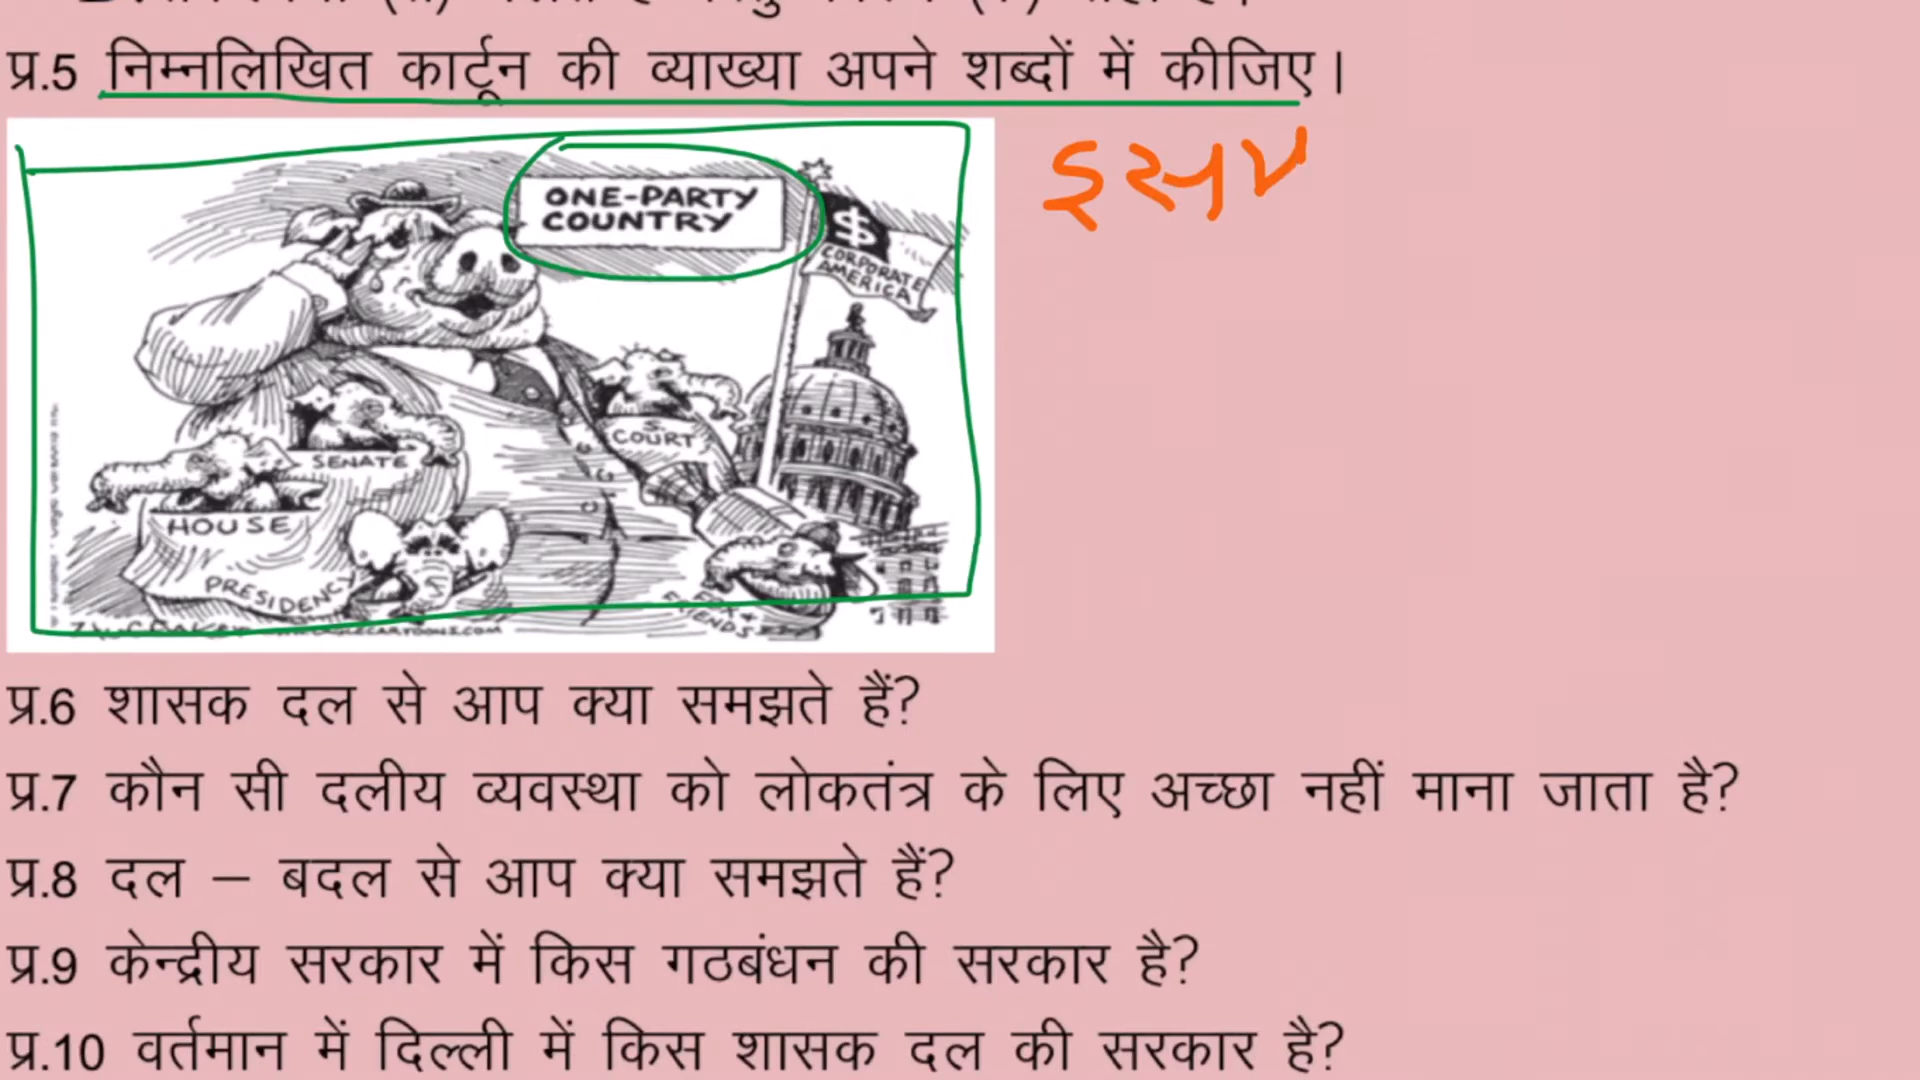 प्र.5 निम्नलिखित कार्टून की व्याख्या अपने शब्दों में कीजिए।
ONE-PARTY
COUNTRY
$
CORPORATE
AMERICA
S.
COURT
SENATE
HOUSE
PRESIDENCY
प्र.6 शासक दल से आप क्या समझते हैं?
प्र.7 कौन सी दलीय व्यवस्था को लोकतंत्र के लिए अच्छा नहीं माना जाता है?
प्र.8 दल – बदल से आप क्या समझते हैं?
प्र.9 केन्द्रीय सरकार में किस गठबंधन की सरकार है?
प्र.10 वर्तमान में दिल्ली में किस शासक दल की सरकार है?